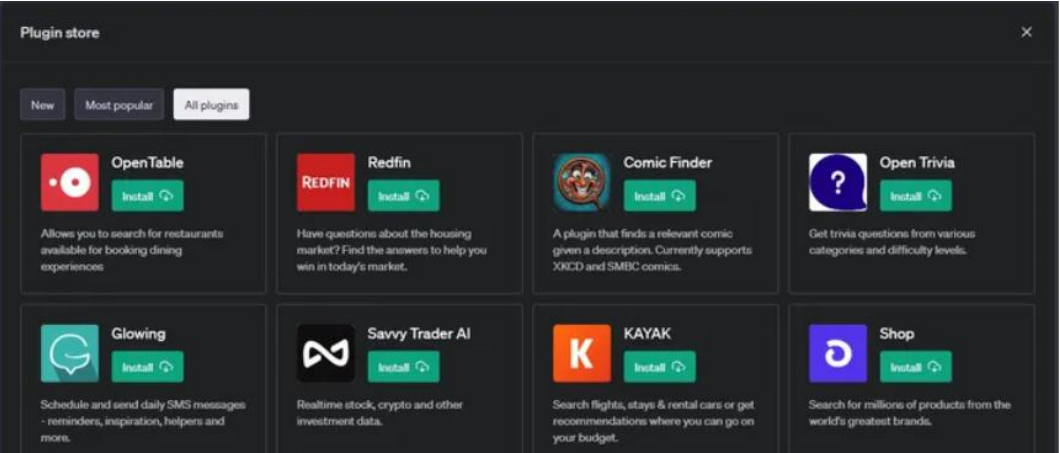 Plugin store
New
Most popular
All plugins
OpenTable
Install
Allows you to search for restaurants
available for booking dining
experiences
REDFIN
Redfin
Install
Have questions about the housing
market? Find the answers to help you
win in today's market.
Comic Finder
Install
A plugin that finds a relevant comic
given a description. Currently supports
XKCD and SMBC comics.
?
Open Trivia
Install
Get trivia questions from various
categories and difficulty levels.
Glowing
Install
Schedule and send daily SMS messages
- reminders, inspiration, helpers and
more.
Savvy Trader AI
Install
Realtime stock, crypto and other
investment data.
K
KAYAK
Install
Search flights, stays & rental cars or get
recommendations where you can go on
your budget.
Shop
Install
Search for millions of products from the
world's greatest brands.